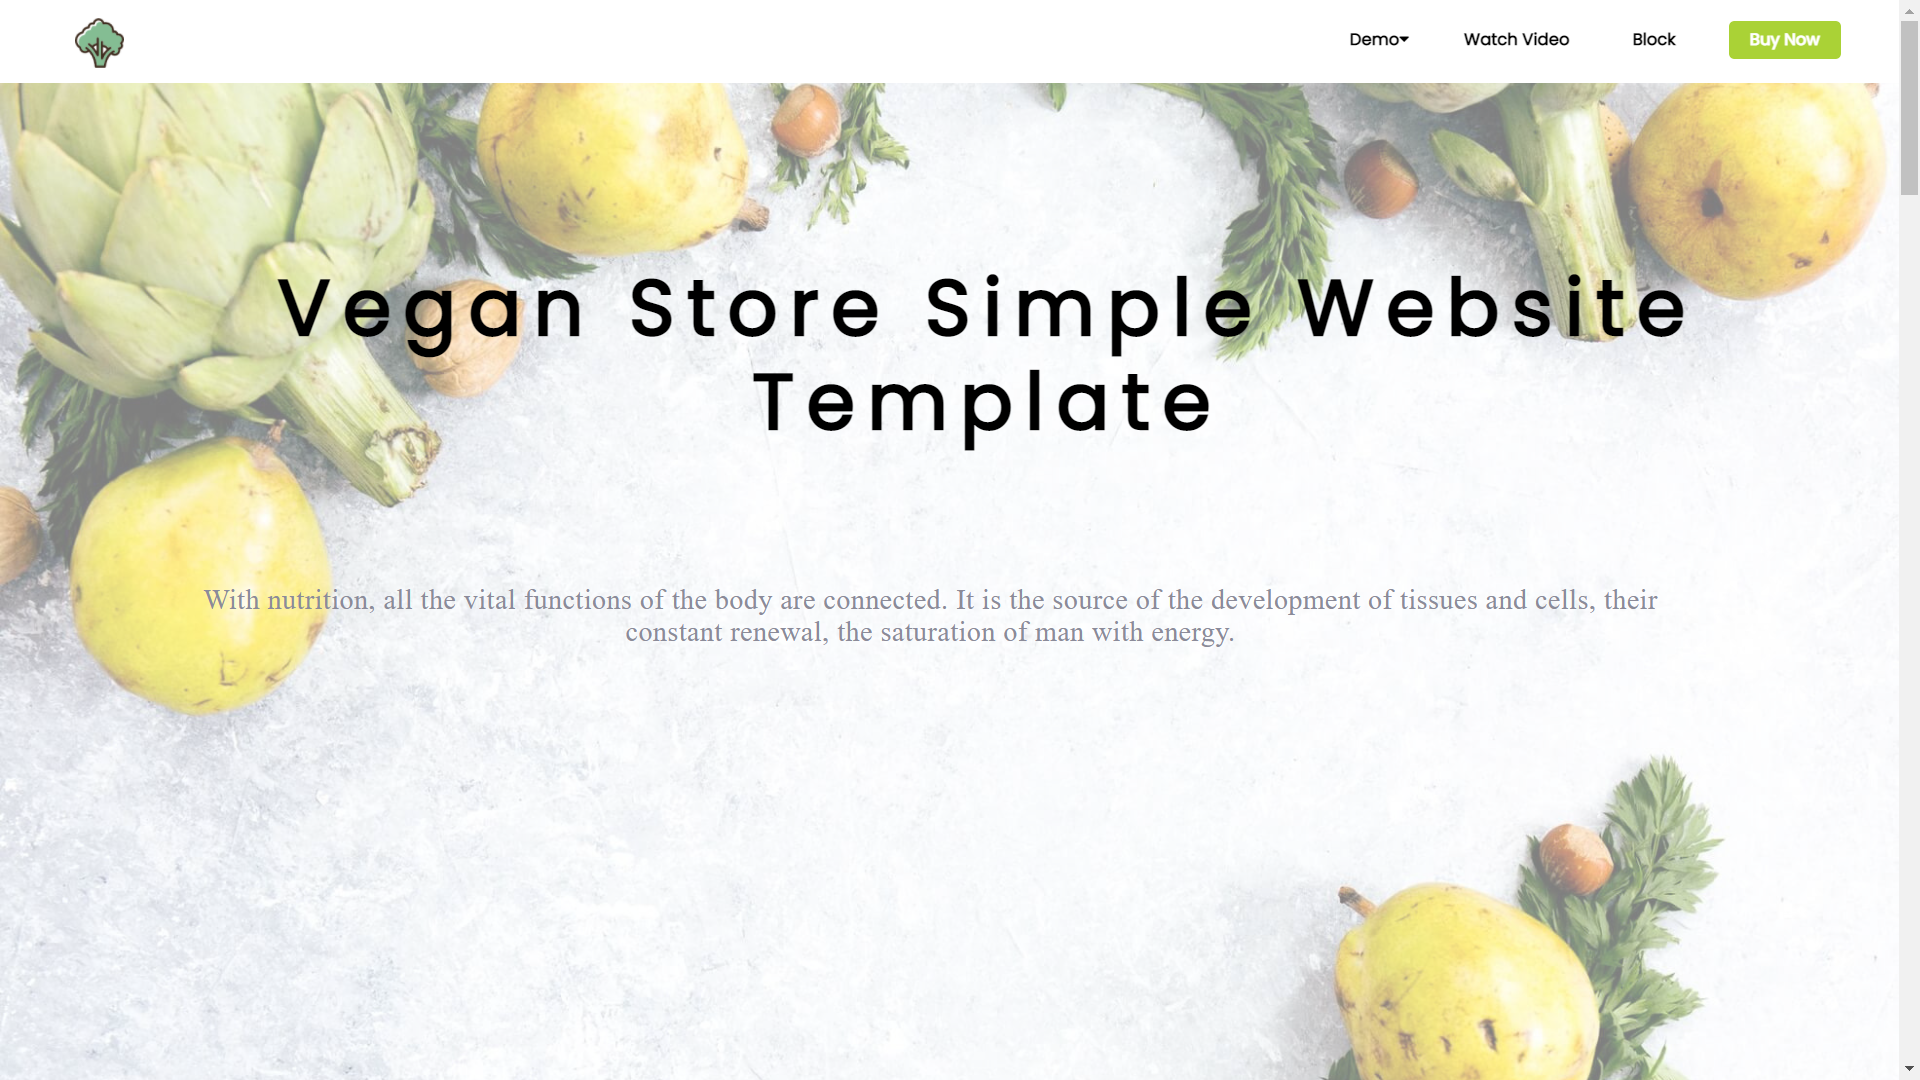 Demo
Watch Video
Block
Buy Now
Vegan Store Simple Website
Template
With nutrition, all the vital functions of the body are connected. It is the source of the development of tissues and cells, their
constant renewal, the saturation of man with energy.